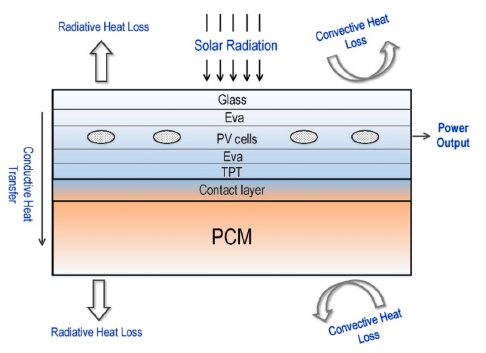 Radiative Heat Loss
Solar Radiation
Convective Heat
Loss
Glass
Eva
PV cells
Eva
TPT
Contact layer
PCM
Power
Output
Conductive Heat
Transfer
Radiative Heat Loss
Convective Heat
Loss